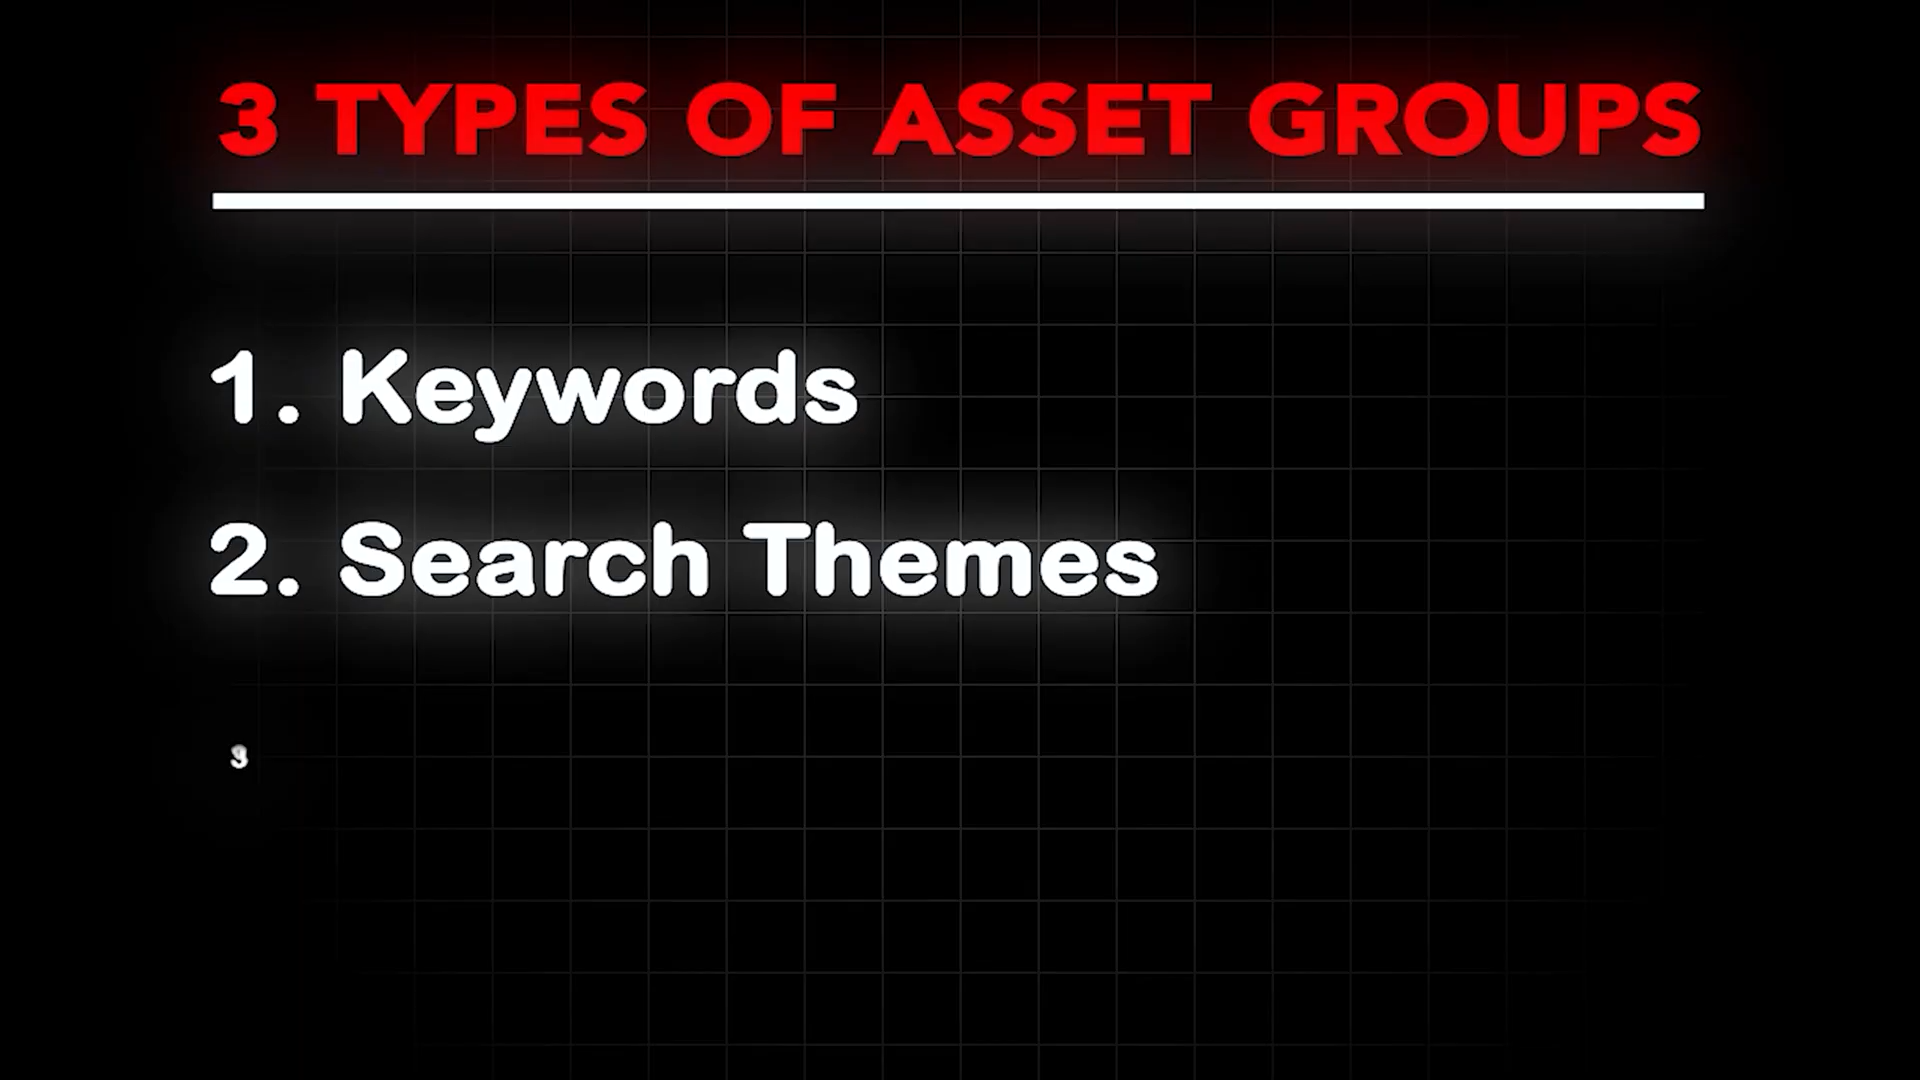 3 TYPES OF ASSET GROUPS
1. Keywords
2. Search Themes
3